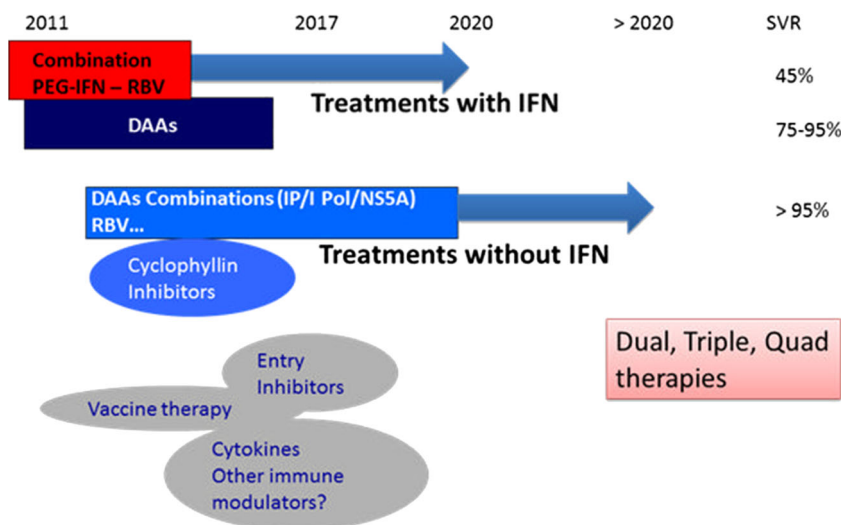 2011 2017 2020 > 2020 SVR
Combination
PEG-IFN – RBV
45%
Treatments with IFN
DAAs
75-95%
DAAs Combinations (IP/I Pol/NS5A)
RBV...
> 95%
Treatments without IFN
Cyclophyllin
Inhibitors
Dual, Triple, Quad
therapies
Entry
Inhibitors
Vaccine therapy
Cytokines
Other immune
modulators?